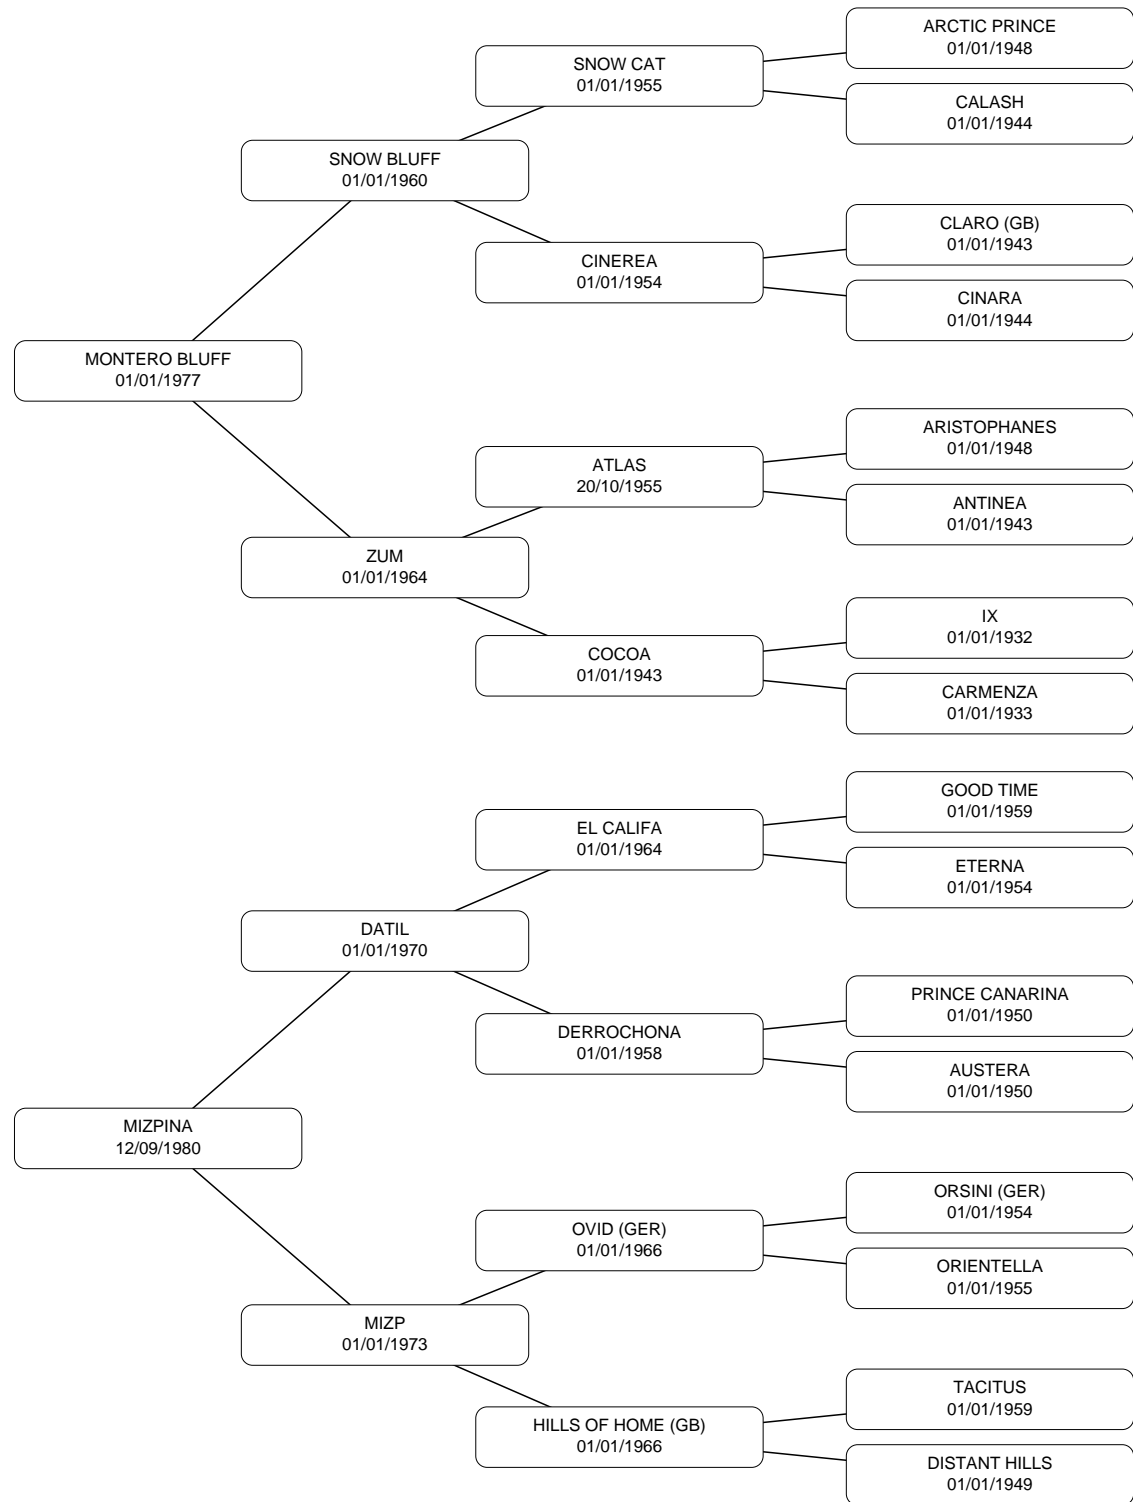 ARCTIC PRINCE
01/01/1948
SNOW CAT
01/01/1955
CALASH
01/01/1944
SNOW BLUFF
01/01/1960
CLARO (GB)
01/01/1943
CINEREA
01/01/1954
CINARA
01/01/1944
MONTERO BLUFF
01/01/1977
ARISTOPHANES
01/01/1948
ATLAS
20/10/1955
ANTINEA
01/01/1943
ZUM
01/01/1964
IX
01/01/1932
COCOA
01/01/1943
CARMENZA
01/01/1933
GOOD TIME
01/01/1959
EL CALIFA
01/01/1964
ETERNA
01/01/1954
DATIL
01/01/1970
PRINCE CANARINA
01/01/1950
DERROCHONA
01/01/1958
AUSTERA
01/01/1950
MIZPINA
12/09/1980
ORSINI (GER)
01/01/1954
OVID (GER)
01/01/1966
ORIENTELLA
01/01/1955
MIZP
01/01/1973
TACITUS
01/01/1959
HILLS OF HOME (GB)
01/01/1966
DISTANT HILLS
01/01/1949